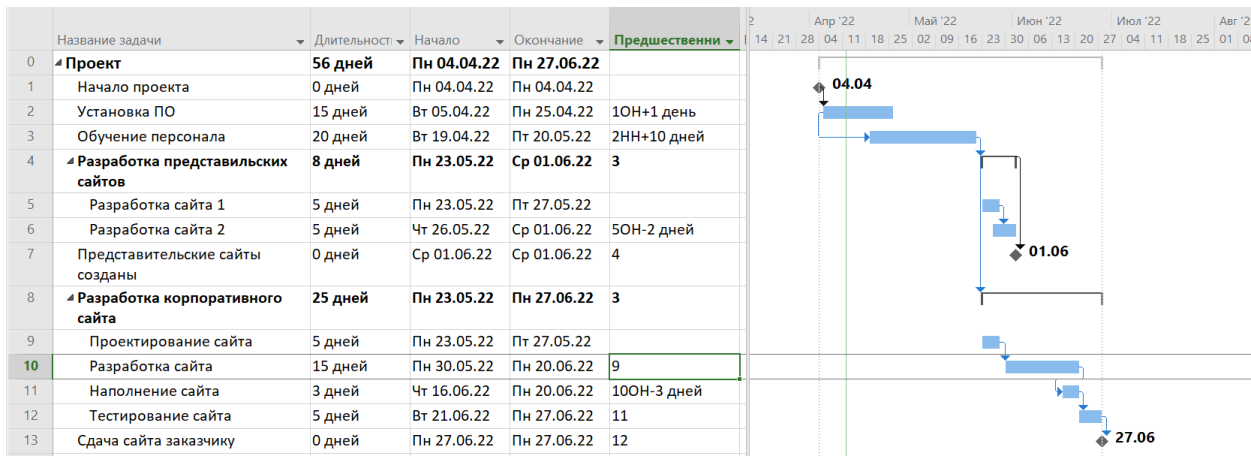 2 Апр '22 Май '22 Июн '22 Июл '22 Авг '2
Название задачи Длительность Начало Окончание Предшественни 14 21 28 04 11 18 25 02 09 16 23 30 06 13 20 27 04 11 18 25 01 08
0 Проект 56 дней Пн 04.04.22 Пн 27.06.22
1 Начало проекта 0 дней Пн 04.04.22 Пн 04.04.22 04.04
2 Установка ПО 15 дней Вт 05.04.22 Пн 25.04.22 1ОН+1 день
3 Обучение персонала 20 дней Вт 19.04.22 Пт 20.05.22 2НН+10 дней
4 Разработка представильских сайтов 8 дней Пн 23.05.22 Ср 01.06.22 3
5 Разработка сайта 1 5 дней Пн 23.05.22 Пт 27.05.22
6 Разработка сайта 2 5 дней Чт 26.05.22 Ср 01.06.22 5ОН-2 дней
7 Представительские сайты созданы 0 дней Ср 01.06.22 Ср 01.06.22 4 01.06
8 Разработка корпоративного сайта 25 дней Пн 23.05.22 Пн 27.06.22 3
9 Проектирование сайта 5 дней Пн 23.05.22 Пт 27.05.22
10 Разработка сайта 15 дней Пн 30.05.22 Пн 20.06.22 9
11 Наполнение сайта 3 дней Чт 16.06.22 Пн 20.06.22 10ОН-3 дней
12 Тестирование сайта 5 дней Вт 21.06.22 Пн 27.06.22 11
13 Сдача сайта заказчику 0 дней Пн 27.06.22 Пн 27.06.22 12 27.06